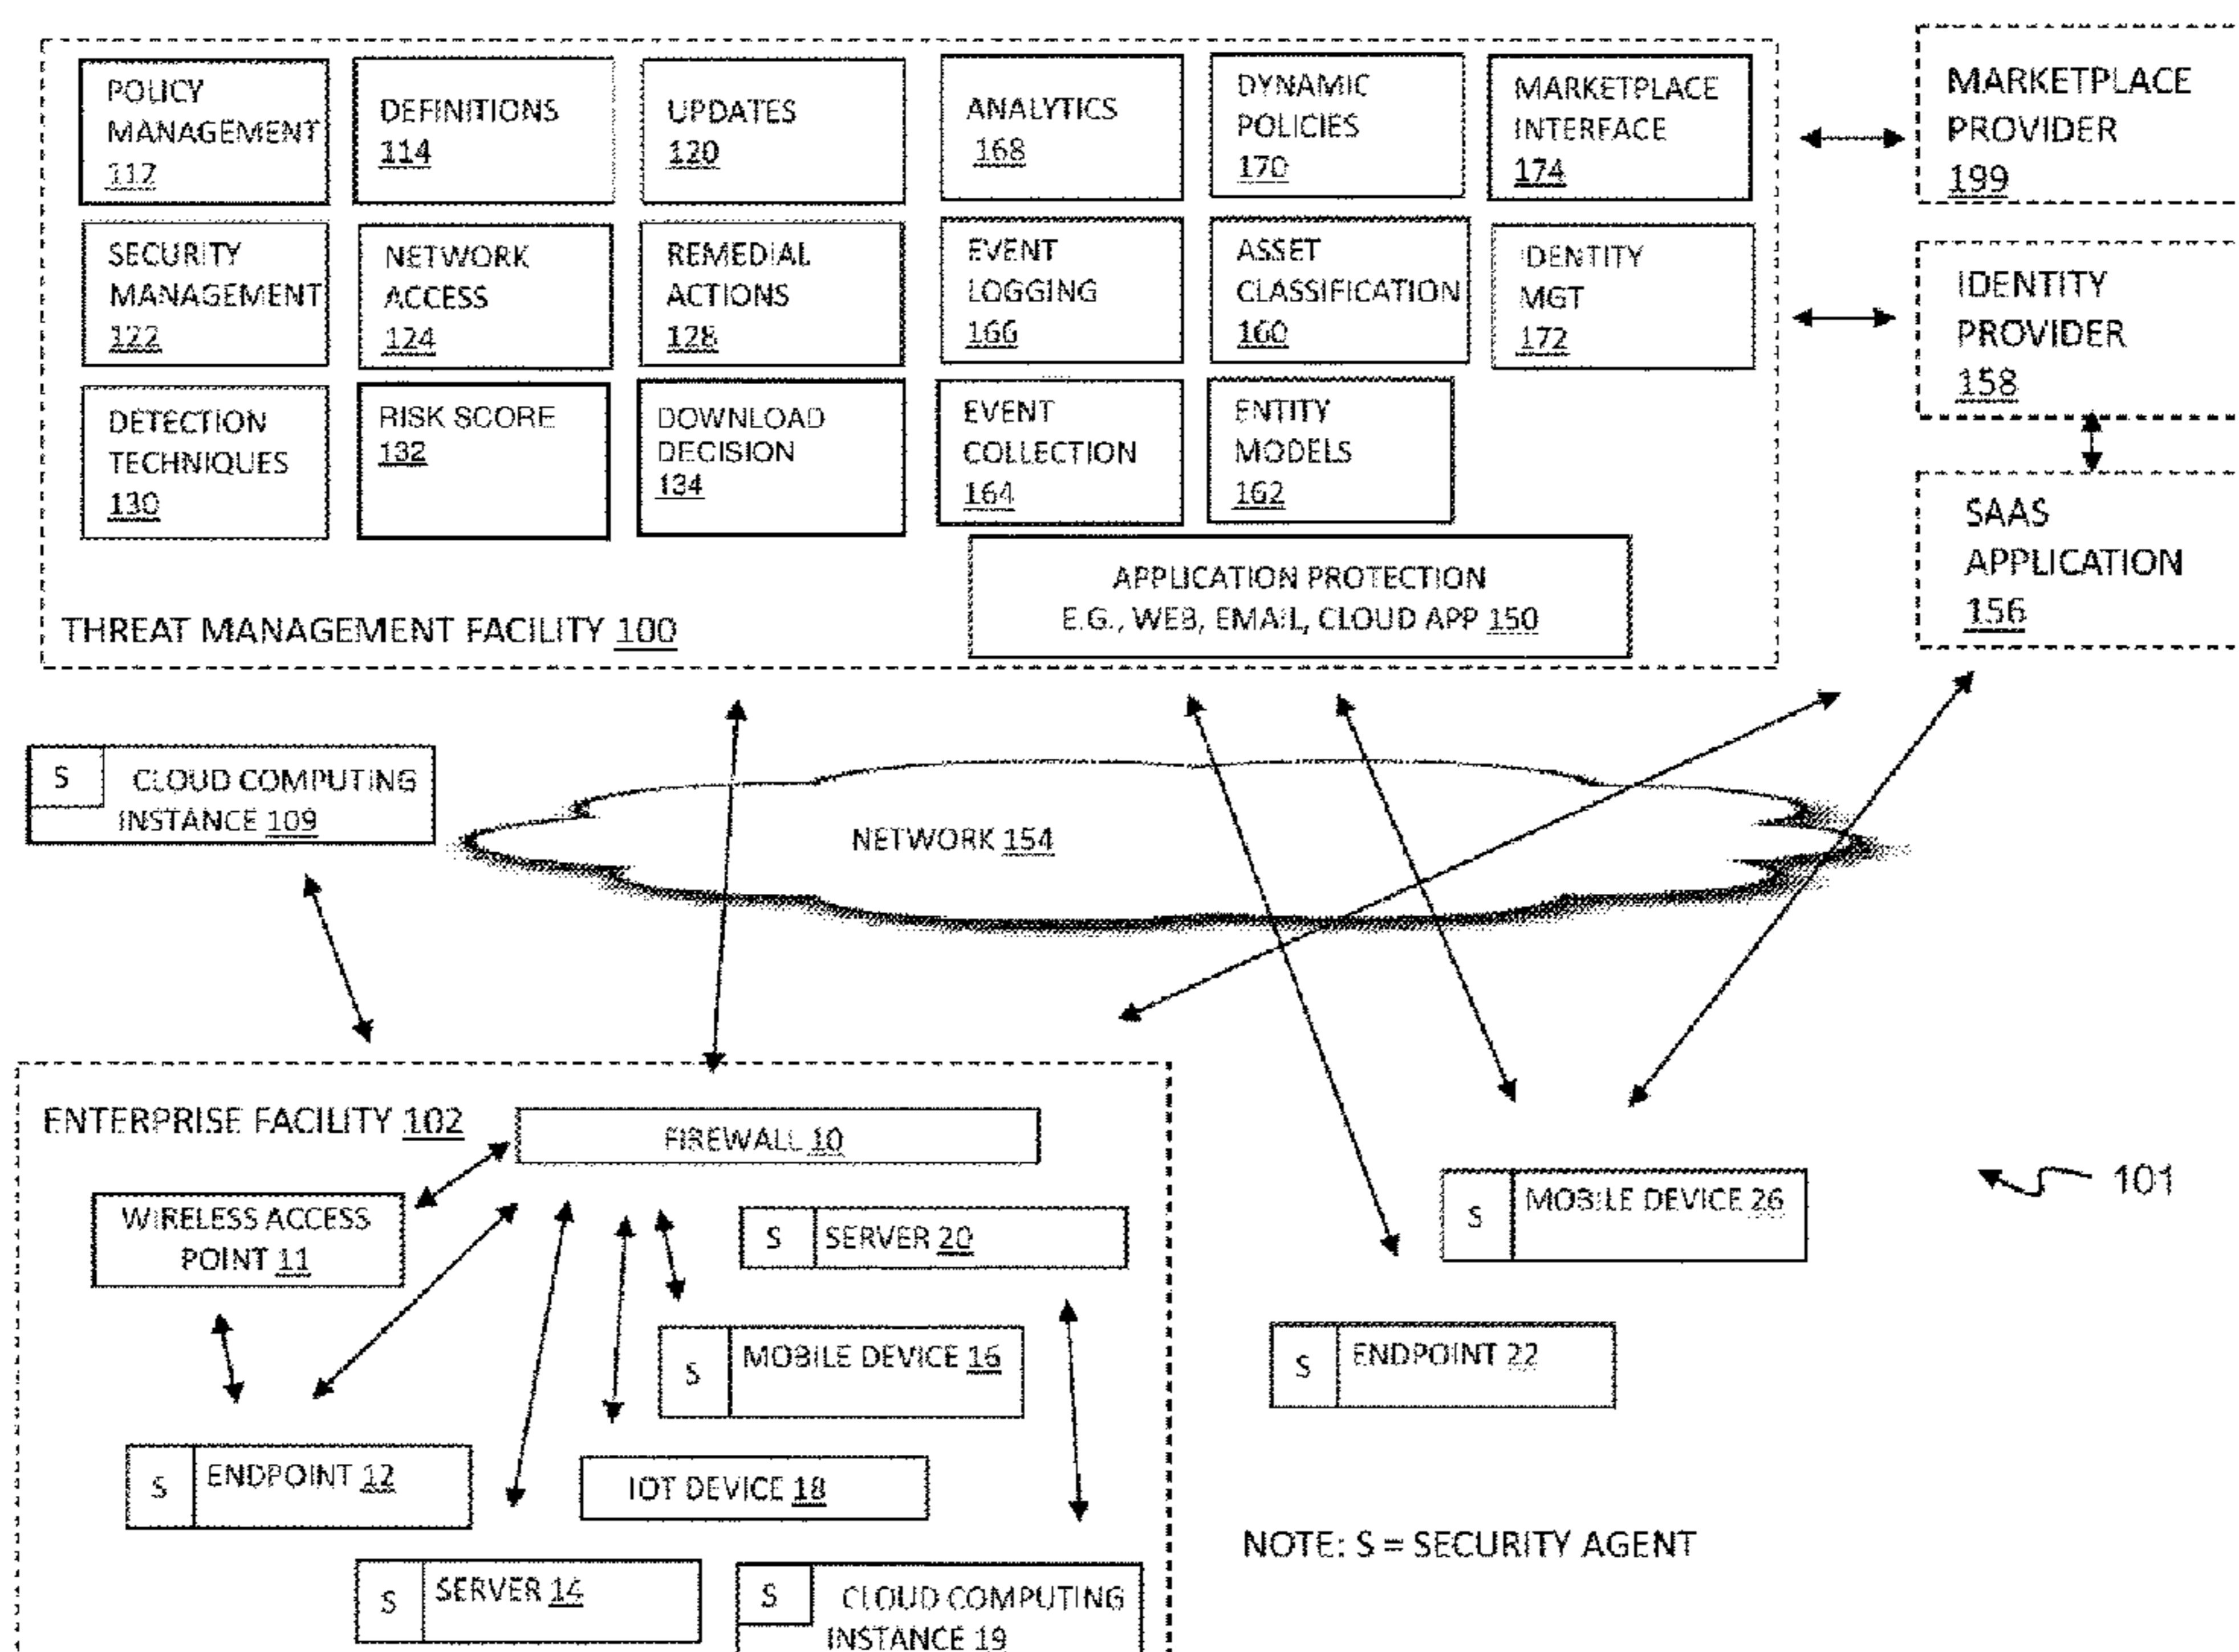 POLICY
MANAGEMENT
112
DEFINITIONS
114
UPDATES
120
ANALYTICS
168
DYNAMIC
POLICIES
170
MARKETPLACE
INTERFACE
174
MARKETPLACE
PROVIDER
199
SECURITY
MANAGEMENT
122
NETWORK
ACCESS
124
REMEDIAL
ACTIONS
128
EVENT
LOGGING
166
ASSET
CLASSIFICATION
160
IDENTITY
MGT
172
IDENTITY
PROVIDER
158
DETECTION
TECHNIQUES
130
RISK SCORE
132
DOWNLOAD
DECISION
134
EVENT
COLLECTION
164
ENTITY
MODELS
162
SAAS
APPLICATION
156
APPLICATION PROTECTION
E.G., WEB, EMAIL, CLOUD APP 150
THREAT MANAGEMENT FACILITY 100
S CLOUD COMPUTING
INSTANCE 109
NETWORK 154
ENTERPRISE FACILITY 102
FIREWALL 10
WIRELESS ACCESS
POINT 11
S SERVER 20
S MOBILE DEVICE 26
101
S MOBILE DEVICE 16
S ENDPOINT 22
S ENDPOINT 12
IOT DEVICE 18
S SERVER 14
S CLOUD COMPUTING
INSTANCE 19
NOTE: S = SECURITY AGENT